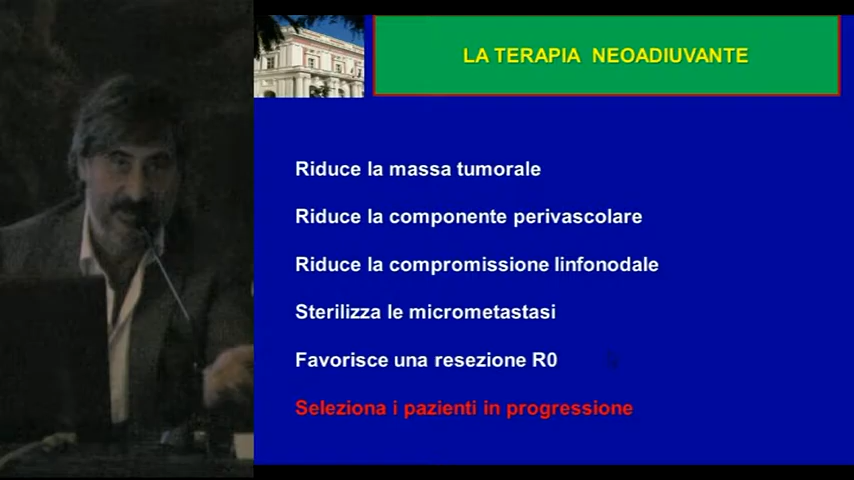 LA TERAPIA NEOADIUVANTE
Riduce la massa tumorale
Riduce la componente perivascolare
Riduce la compromissione linfonodale
Sterilizza le micrometastasi
Favorisce una resezione R0
Seleziona i pazienti in progressione